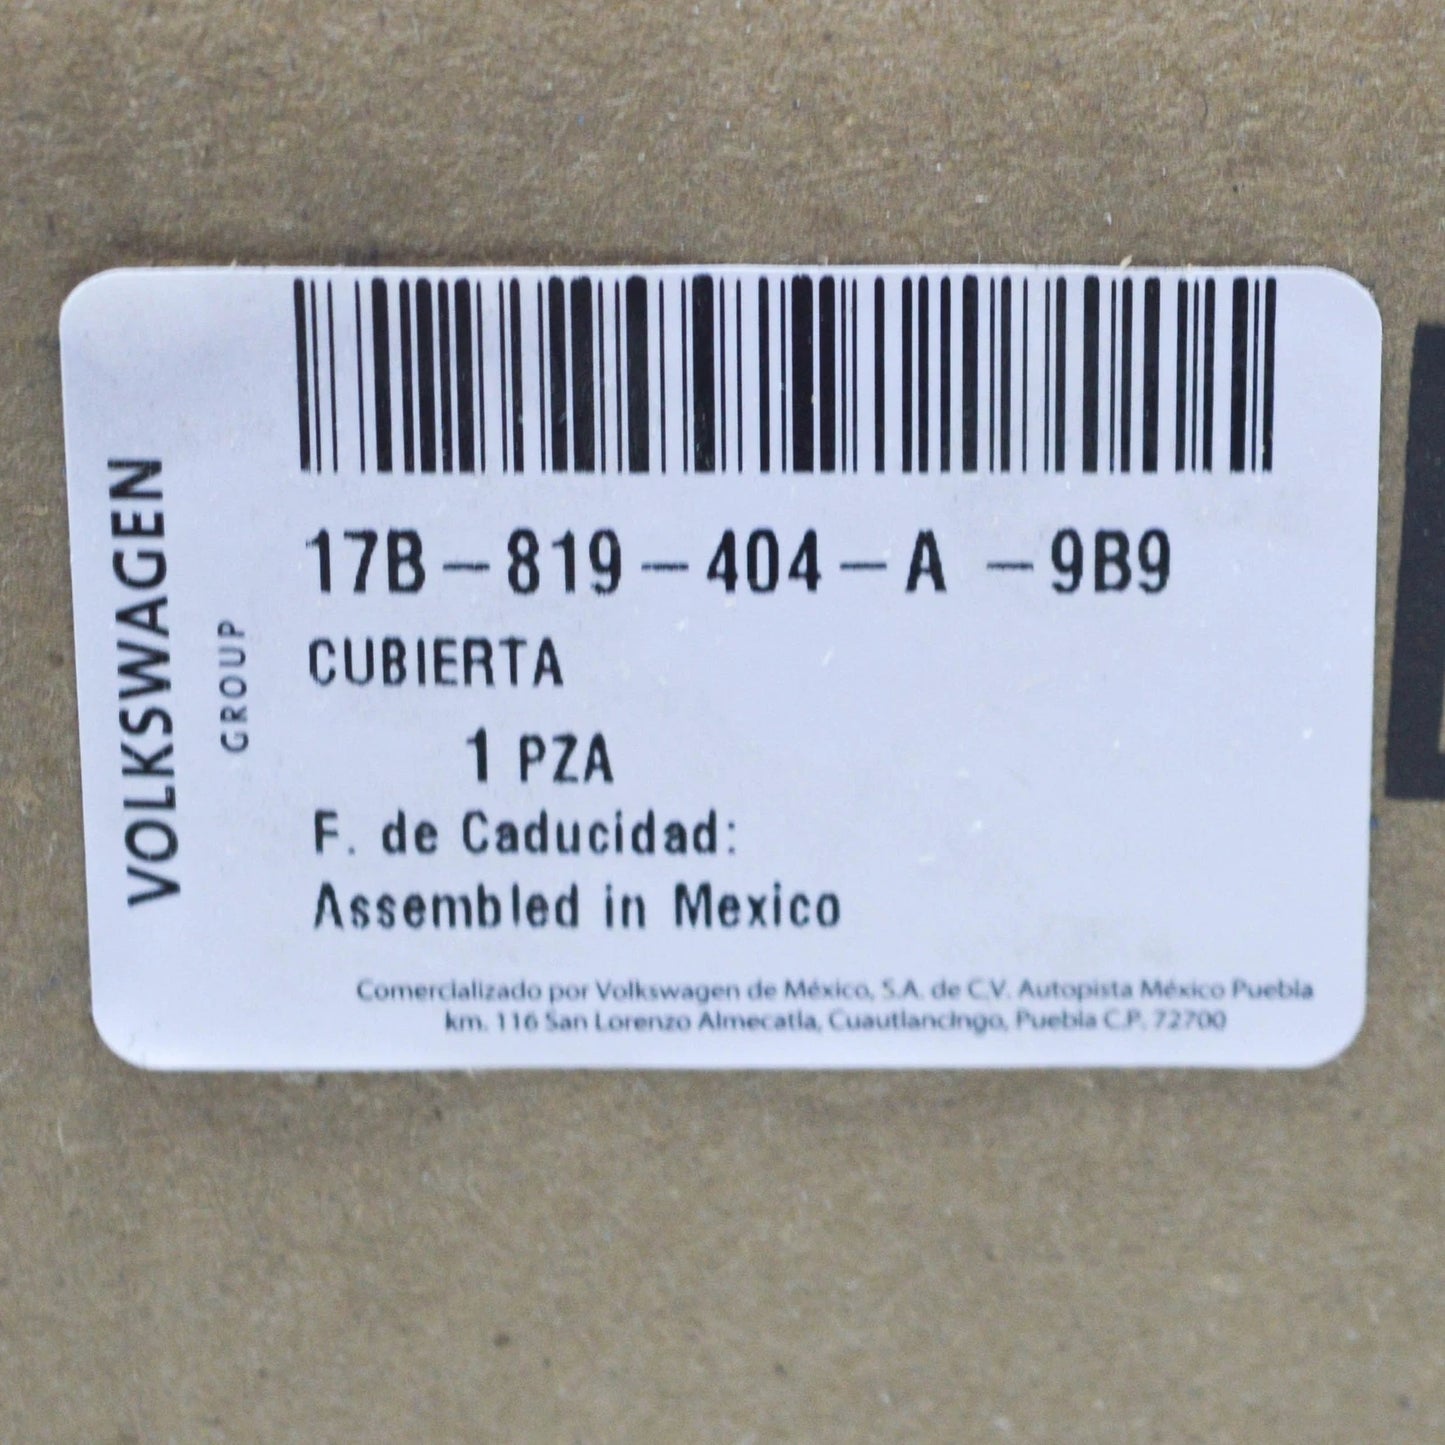 VOLKSWAGEN
GROUP
17B-819-404-A -9B9
CUBIERTA
1 PZA
F. de Caducidad:
Assembled in Mexico
Comercializado por Volkswagen de México, S.A. de C.V. Autopista México Puebla
km. 116 San Lorenzo Almecatla, Cuautlancingo, Puebla C.P. 72700